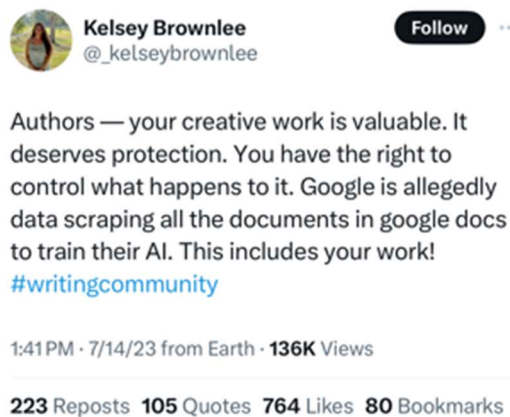 Kelsey Brownlee
Follow
@_kelseybrownlee
Authors — your creative work is valuable. It
deserves protection. You have the right to
control what happens to it. Google is allegedly
data scraping all the documents in google docs
to train their AI. This includes your work!
#writingcommunity
1:41 PM · 7/14/23 from Earth · 136K Views
223 Reposts 105 Quotes 764 Likes 80 Bookmarks